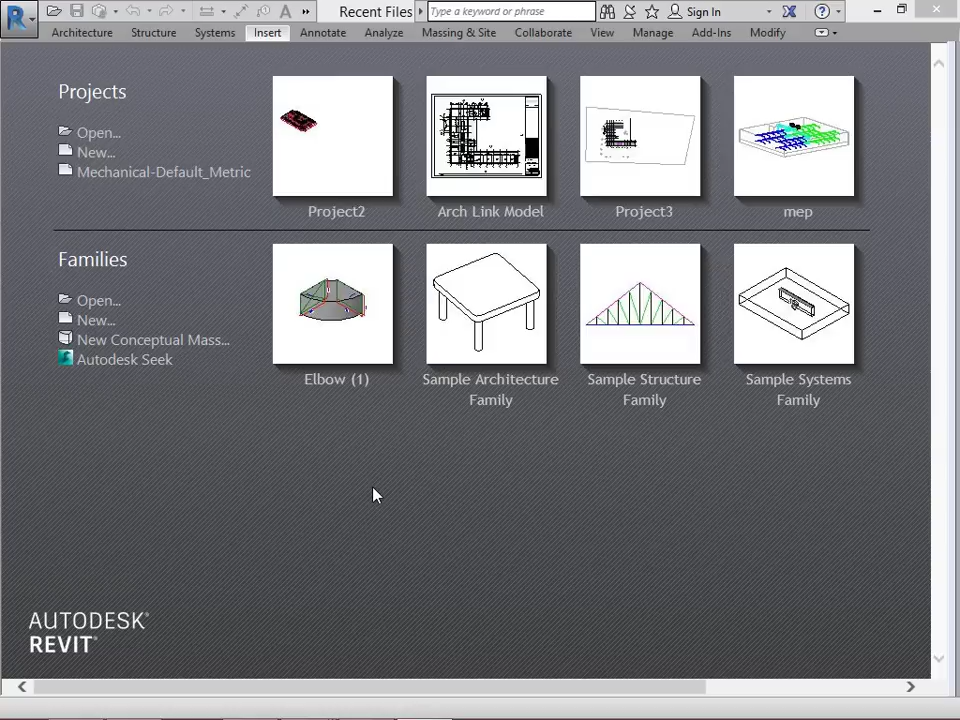 Recent Files
Type a keyword or phrase
Sign In
Architecture
Structure
Systems
Insert
Annotate
Analyze
Massing & Site
Collaborate
View
Manage
Add-Ins
Modify
Projects
Open...
New...
Mechanical-Default_Metric
Project2
Arch Link Model
Project3
mep
Families
Open...
New...
New Conceptual Mass...
Autodesk Seek
Elbow (1)
Sample Architecture
Family
Sample Structure
Family
Sample Systems
Family
AUTODESK®
REVIT®